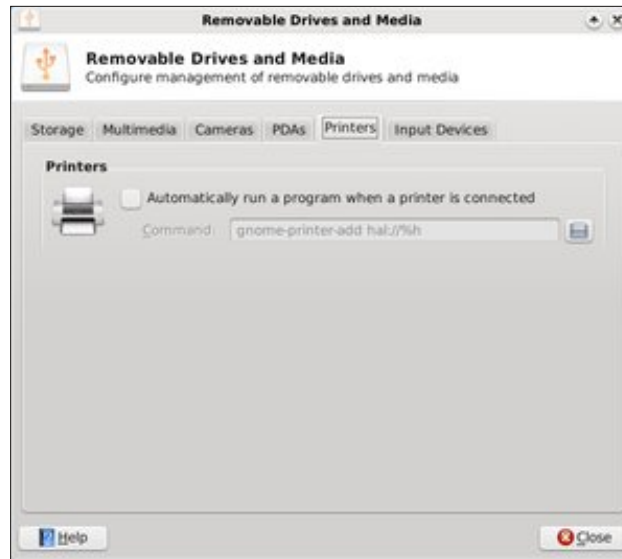 Removable Drives and Media
Removable Drives and Media
Configure management of removable drives and media
Storage Multimedia Cameras PDAs Printers Input Devices
Printers
Automatically run a program when a printer is connected
Command: gnome-printer-add hal://%h
Help Close